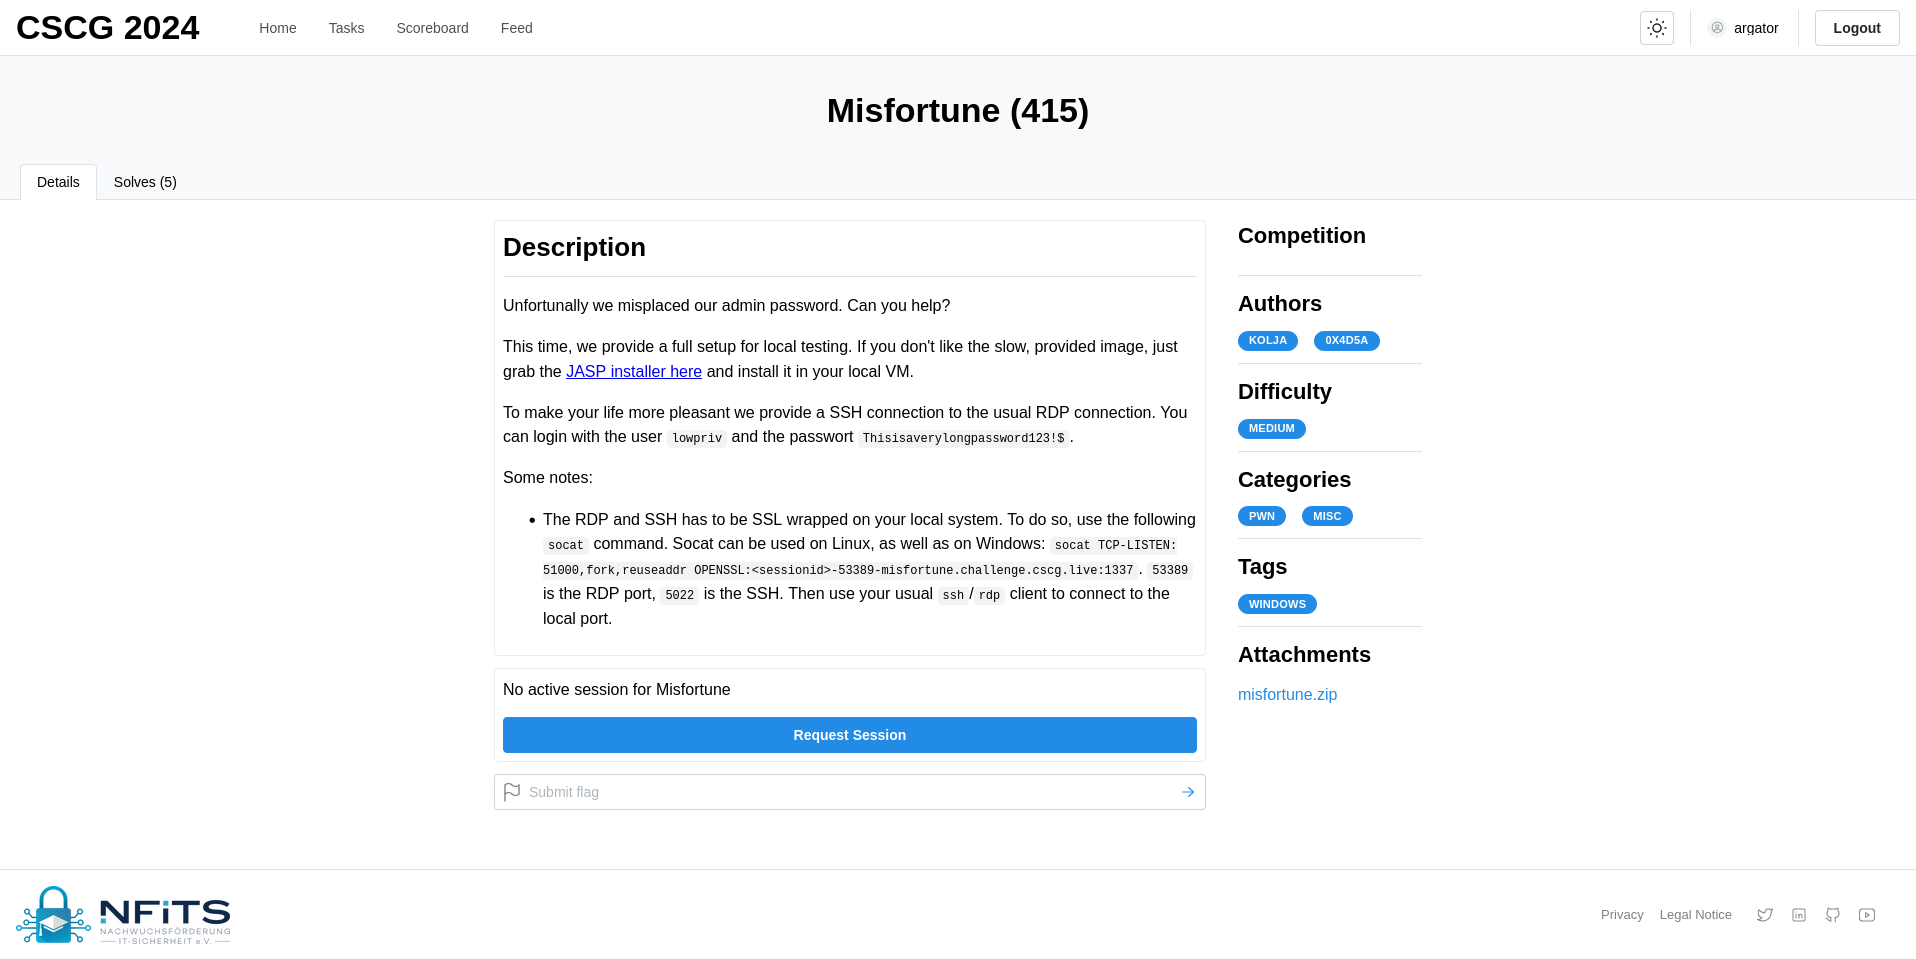 CSCG 2024
Home
Tasks
Scoreboard
Feed
argator
Logout
Misfortune (415)
Details
Solves (5)
Description
Unfortunally we misplaced our admin password. Can you help?
This time, we provide a full setup for local testing. If you don't like the slow, provided image, just
grab the JASP installer here and install it in your local VM.
To make your life more pleasant we provide a SSH connection to the usual RDP connection. You
can login with the user lowpriv and the passwort Thisisaverylongpassword123!$.
Some notes:
• The RDP and SSH has to be SSL wrapped on your local system. To do so, use the following
socat command. Socat can be used on Linux, as well as on Windows: socat TCP-LISTEN:
51000,fork,reuseaddr OPENSSL:<sessionid>-53389-misfortune.challenge.cscg.live:1337. 53389
is the RDP port, 5022 is the SSH. Then use your usual ssh/rdp client to connect to the
local port.
No active session for Misfortune
Request Session
Submit flag
Competition
Authors
KOLJA
0X4D5A
Difficulty
MEDIUM
Categories
PWN
MISC
Tags
WINDOWS
Attachments
misfortune.zip
NFiTS
NACHWUCHSFÖRDERUNG
IT-SICHERHEIT e.V.
Privacy
Legal Notice